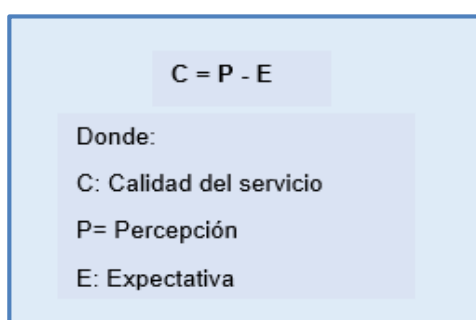 C = P - E
Donde:
C: Calidad del servicio
P= Percepción
E: Expectativa